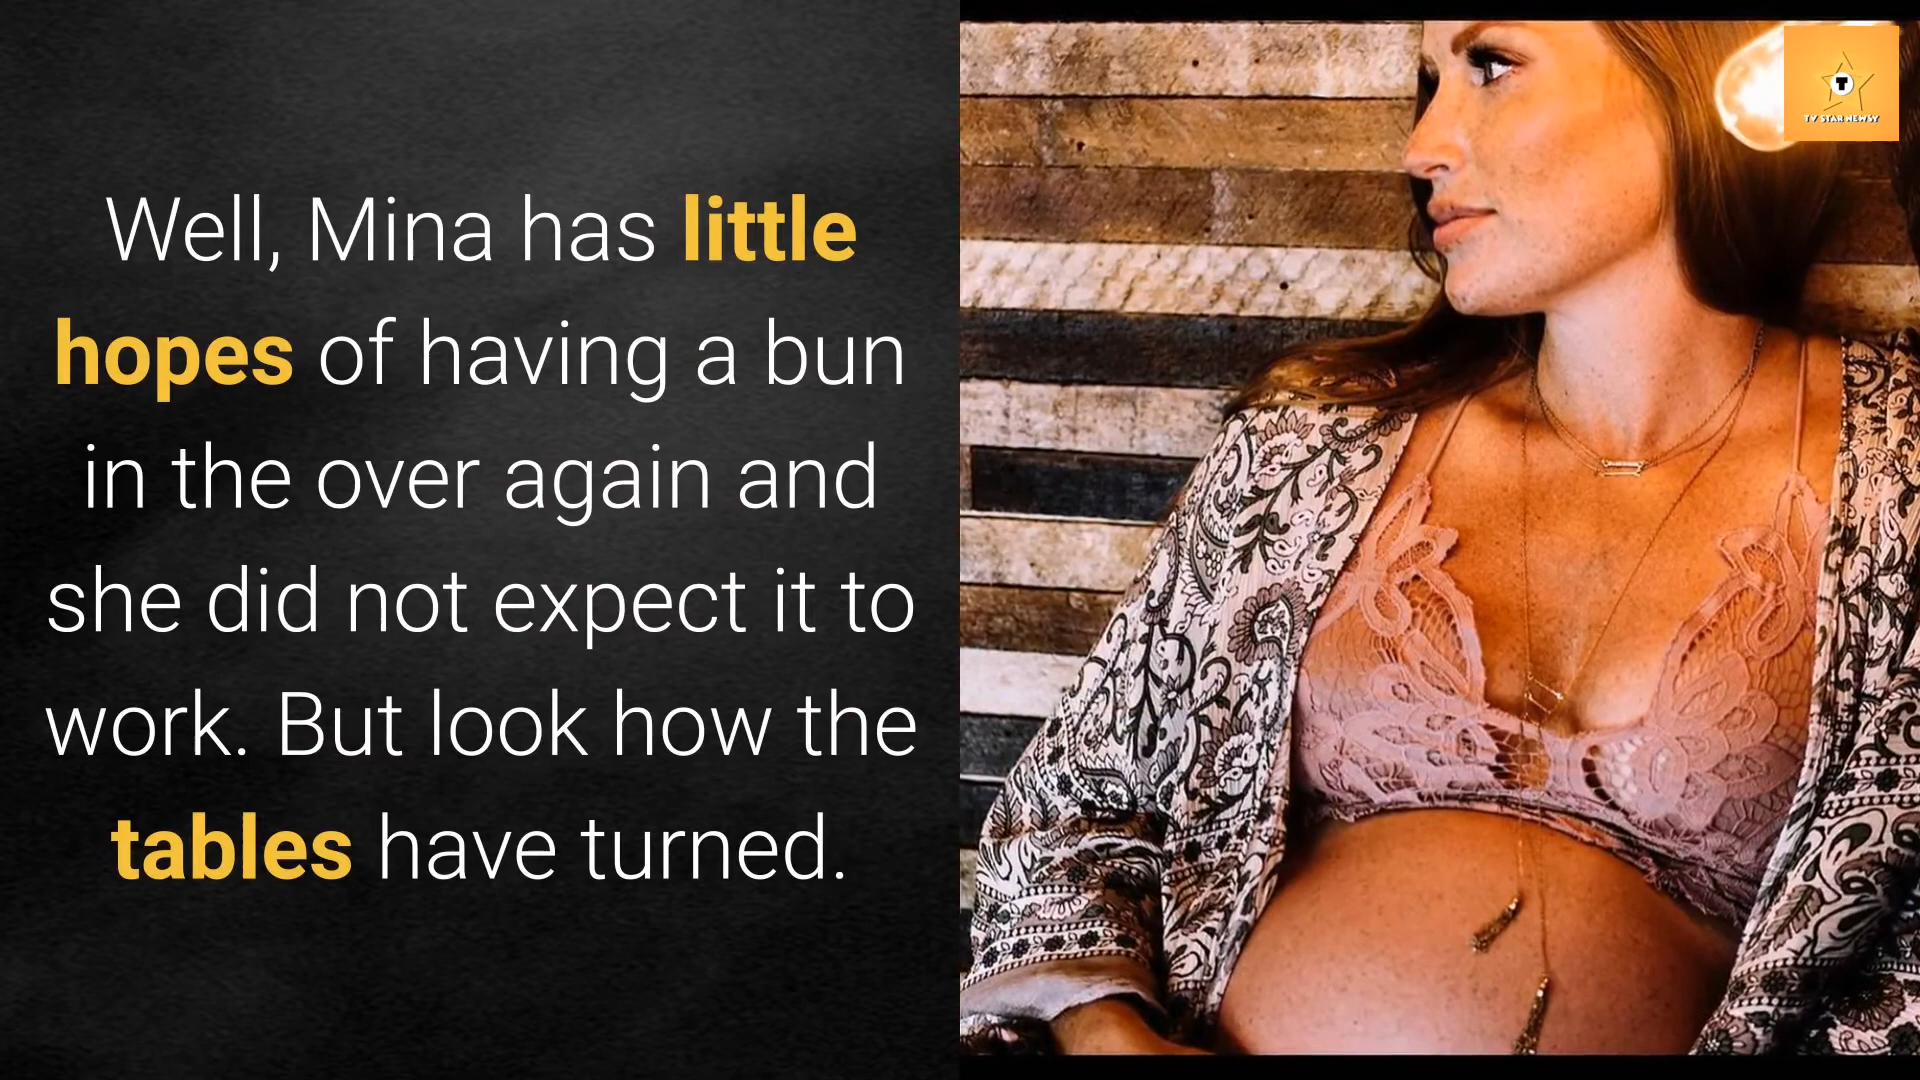 Well, Mina has little
hopes of having a bun
in the over again and
she did not expect it to
work. But look how the
tables have turned.
T
TV STAR NEWSY